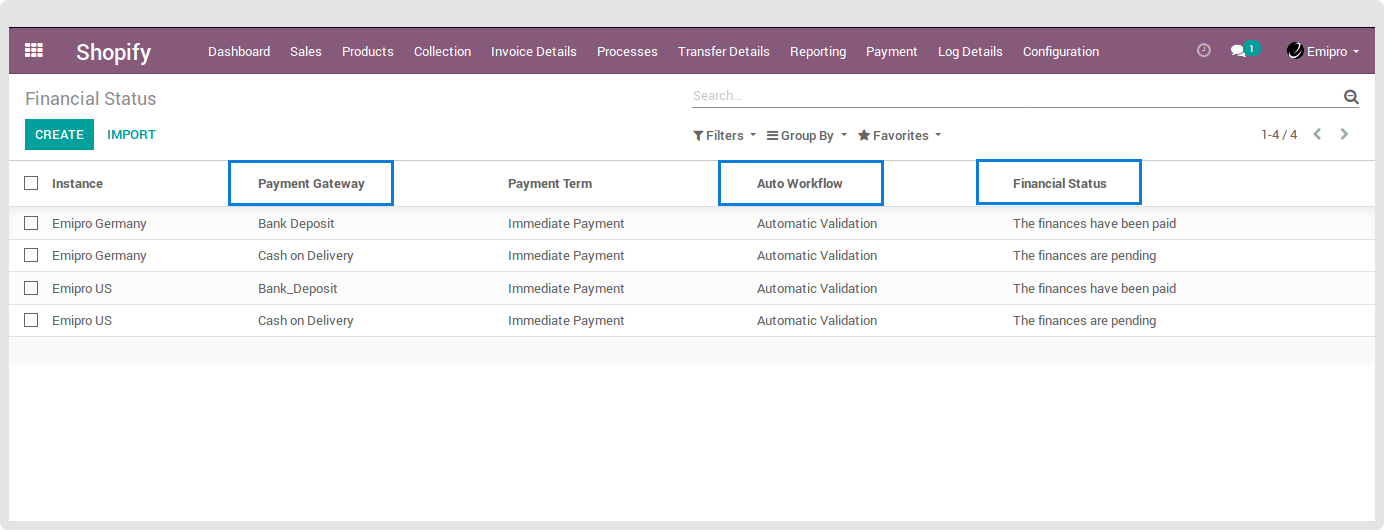 Shopify Dashboard Sales Products Collection Invoice Details Processes Transfer Details Reporting Payment Log Details Configuration 1 Emipro
Financial Status Search...
CREATE IMPORT Filters Group By Favorites 1-4 / 4
Instance Payment Gateway Payment Term Auto Workflow Financial Status
Emipro Germany Bank Deposit Immediate Payment Automatic Validation The finances have been paid
Emipro Germany Cash on Delivery Immediate Payment Automatic Validation The finances are pending
Emipro US Bank_Deposit Immediate Payment Automatic Validation The finances have been paid
Emipro US Cash on Delivery Immediate Payment Automatic Validation The finances are pending